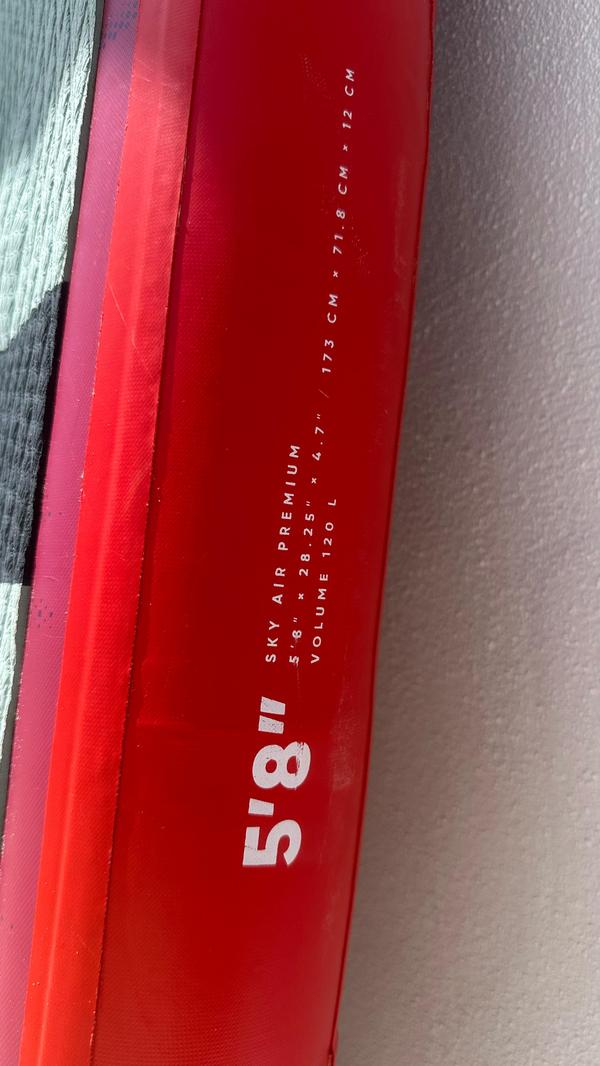 5'8"
SKY AIR PREMIUM
5'8" × 28.25" × 4.7" / 173 CM × 71.8 CM × 12 CM
VOLUME 120 L